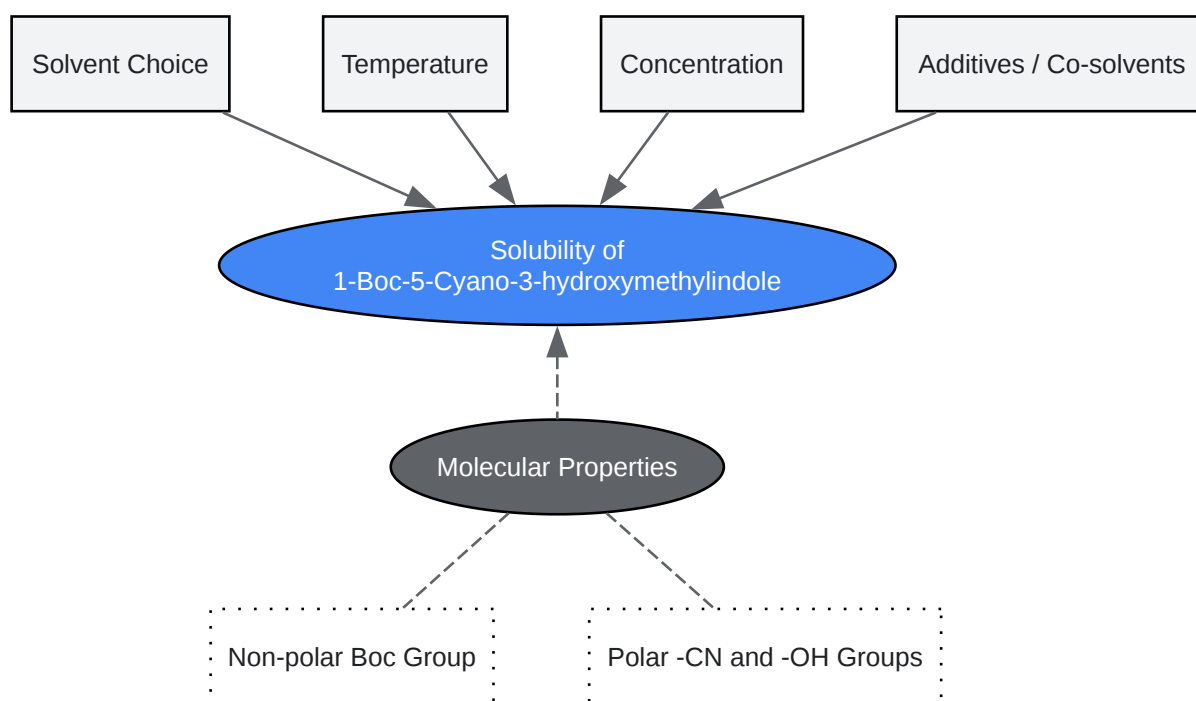 Solvent Choice
Temperature
Concentration
Additives / Co-solvents
Solubility of
1-Boc-5-Cyano-3-hydroxymethylindole
Molecular Properties
Non-polar Boc Group
Polar -CN and -OH Groups